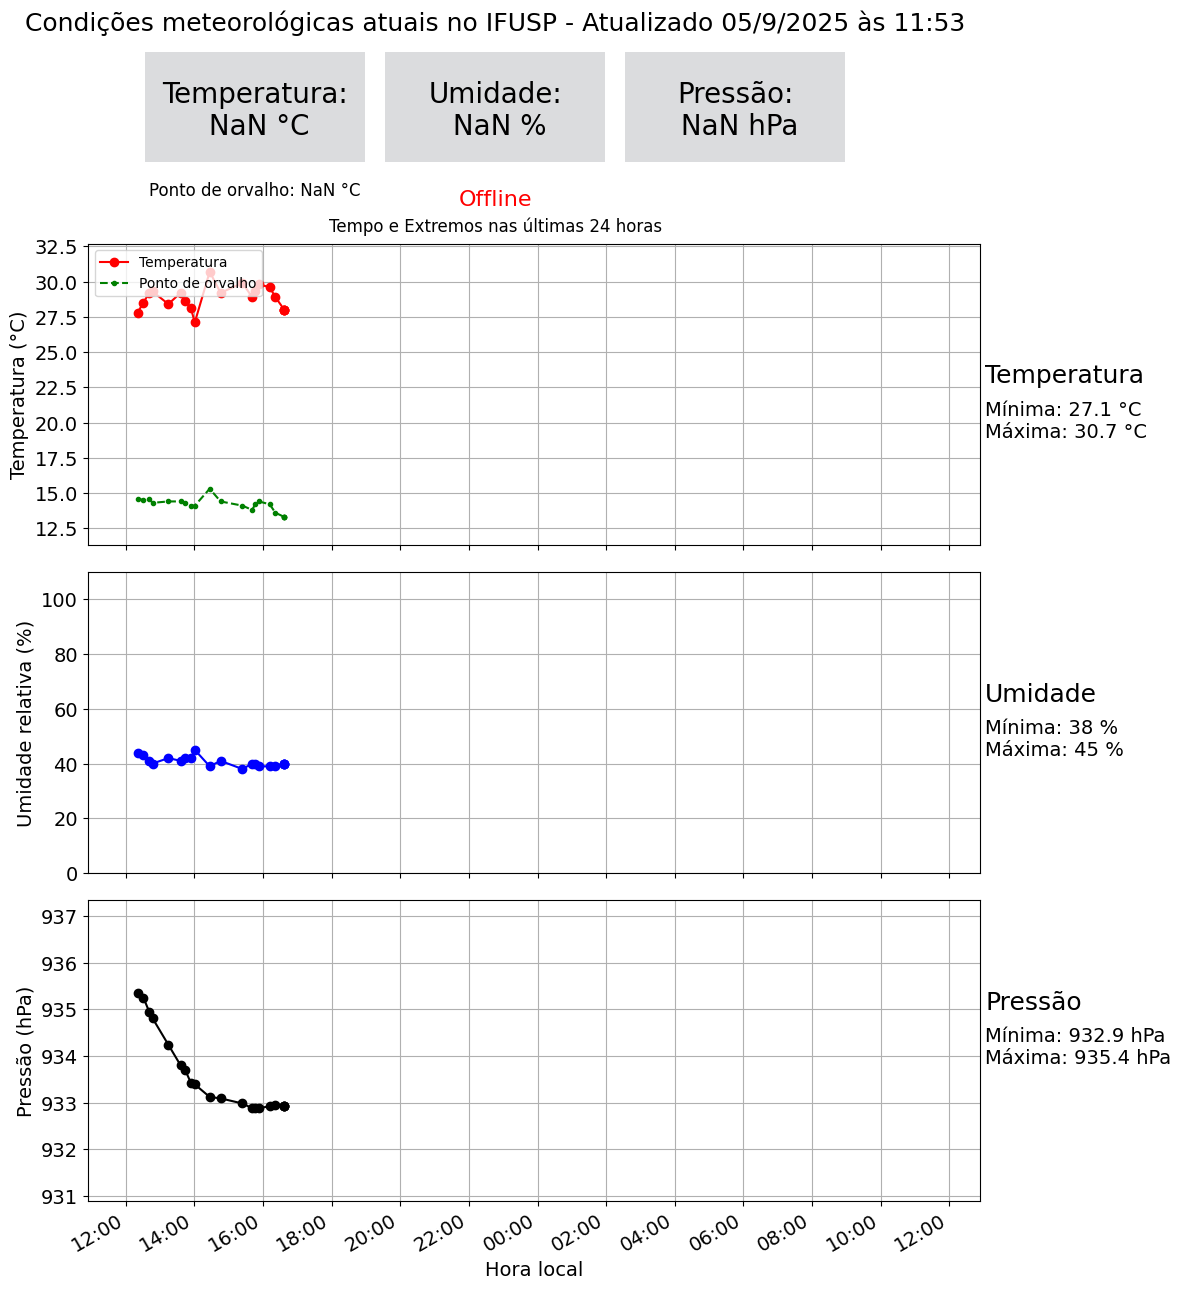 Condições meteorológicas atuais no IFUSP - Atualizado 05/9/2025 às 11:53
Temperatura:
NaN °C
Umidade:
NaN %
Pressão:
NaN hPa
Ponto de orvalho: NaN °C
Offline
Tempo e Extremos nas últimas 24 horas
Temperatura
Ponto de orvalho
Temperatura (°C)
32.5
30.0
27.5
25.0
22.5
20.0
17.5
15.0
12.5
Temperatura
Mínima: 27.1 °C
Máxima: 30.7 °C
Umidade relativa (%)
100
80
60
40
20
0
Umidade
Mínima: 38 %
Máxima: 45 %
Pressão (hPa)
937
936
935
934
933
932
931
Pressão
Mínima: 932.9 hPa
Máxima: 935.4 hPa
12:00
14:00
16:00
18:00
20:00
22:00
00:00
02:00
04:00
06:00
08:00
10:00
12:00
Hora local